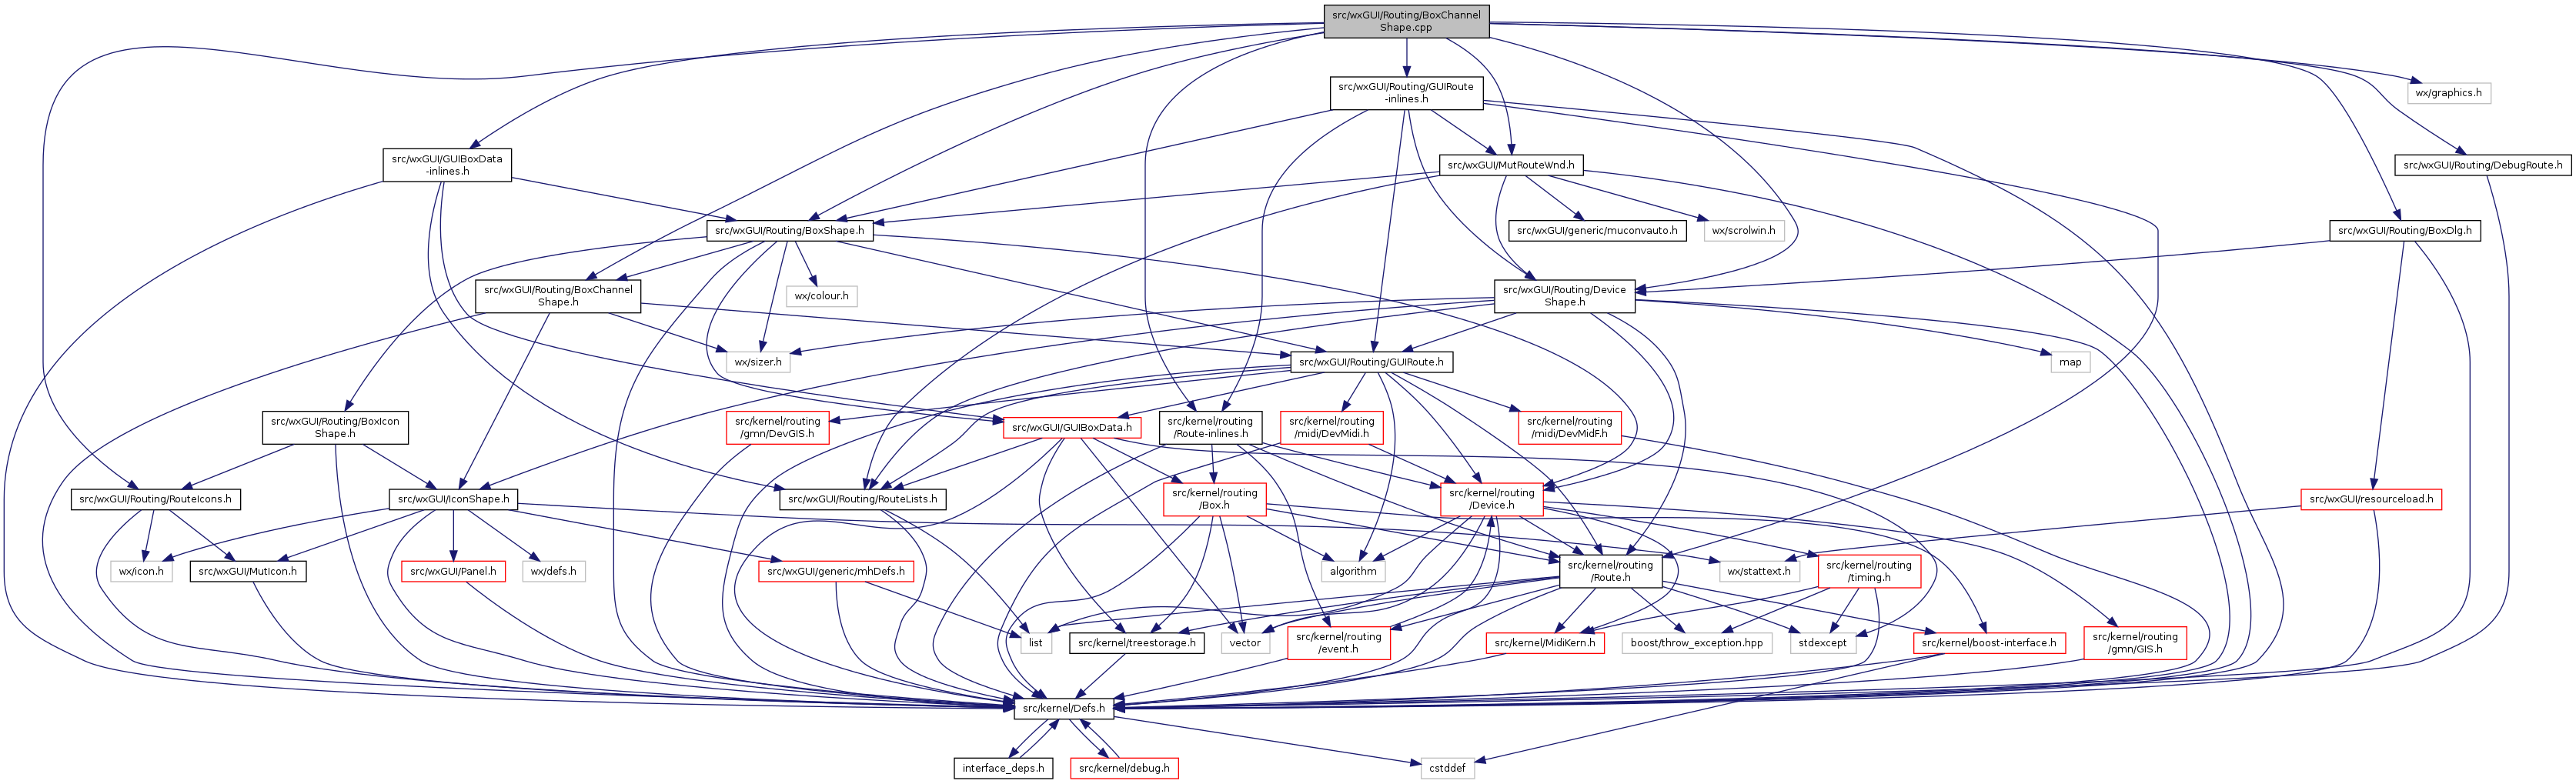 src/wxGUI/Routing/BoxChannel
Shape.cpp
src/wxGUI/Routing/GUIRoute
-inlines.h
wx/graphics.h
src/wxGUI/GUIBoxData
-inlines.h
src/wxGUI/MutRouteWnd.h
src/wxGUI/Routing/DebugRoute.h
src/wxGUI/Routing/BoxShape.h
src/wxGUI/generic/muconvauto.h
wx/scrolwin.h
src/wxGUI/Routing/BoxDlg.h
src/wxGUI/Routing/BoxChannel
Shape.h
wx/colour.h
src/wxGUI/Routing/Device
Shape.h
wx/sizer.h
src/wxGUI/Routing/GUIRoute.h
map
src/wxGUI/Routing/BoxIcon
Shape.h
src/kernel/routing
/gmn/DevGIS.h
src/wxGUI/GUIBoxData.h
src/kernel/routing
/Route-inlines.h
src/kernel/routing
/midi/DevMidi.h
src/kernel/routing
/midi/DevMidF.h
src/wxGUI/Routing/RouteIcons.h
src/wxGUI/IconShape.h
src/wxGUI/Routing/RouteLists.h
src/kernel/routing
/Box.h
src/kernel/routing
/Device.h
src/wxGUI/resourceload.h
wx/icon.h
src/wxGUI/MutIcon.h
src/wxGUI/Panel.h
wx/defs.h
src/wxGUI/generic/mhDefs.h
algorithm
src/kernel/routing
/Route.h
wx/stattext.h
src/kernel/routing
/timing.h
list
src/kernel/treestorage.h
vector
src/kernel/routing
/event.h
src/kernel/MidiKern.h
boost/throw_exception.hpp
stdexcept
src/kernel/boost-interface.h
src/kernel/routing
/gmn/GIS.h
src/kernel/Defs.h
interface_deps.h
src/kernel/debug.h
cstddef